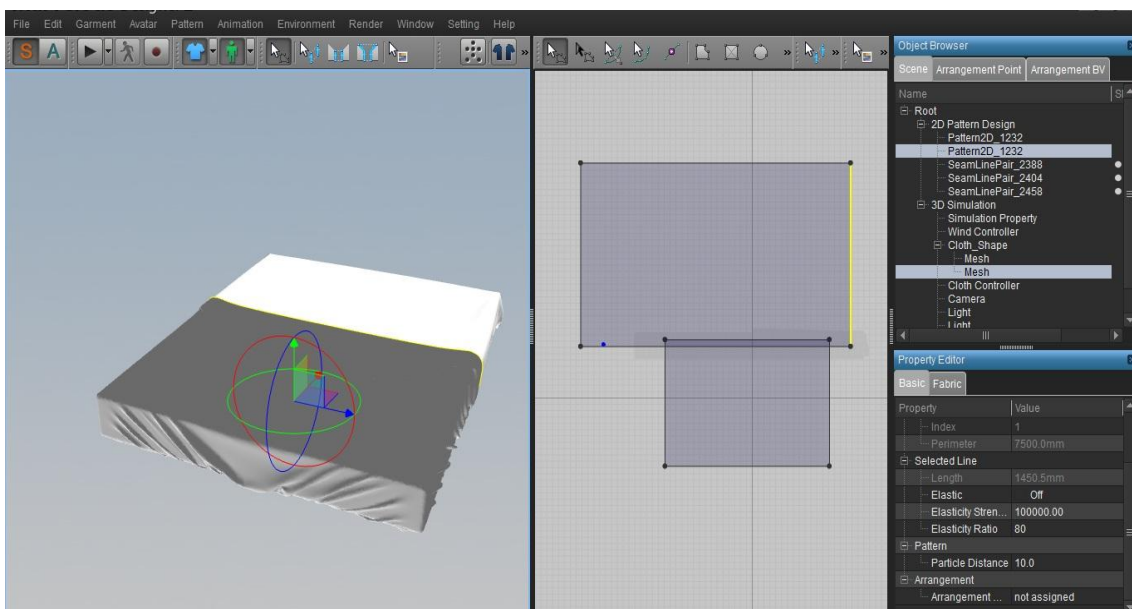 File Edit Garment Avatar Pattern Animation Environment Render Window Setting Help
S A
Object Browser
Scene Arrangement Point Arrangement BV
Name
Root
2D Pattern Design
Pattern2D_1232
Pattern2D_1232
SeamLinePair_2388
SeamLinePair_2404
SeamLinePair_2458
3D Simulation
Simulation Property
Wind Controller
Cloth_Shape
Mesh
Mesh
Cloth Controller
Camera
Light
Light
Property Editor
Basic Fabric
Property Value
Index 1
Perimeter 7500.0mm
Selected Line
Length 1450.5mm
Elastic Off
Elasticity Stren... 100000.00
Elasticity Ratio 80
Pattern
Particle Distance 10.0
Arrangement
Arrangement ... not assigned